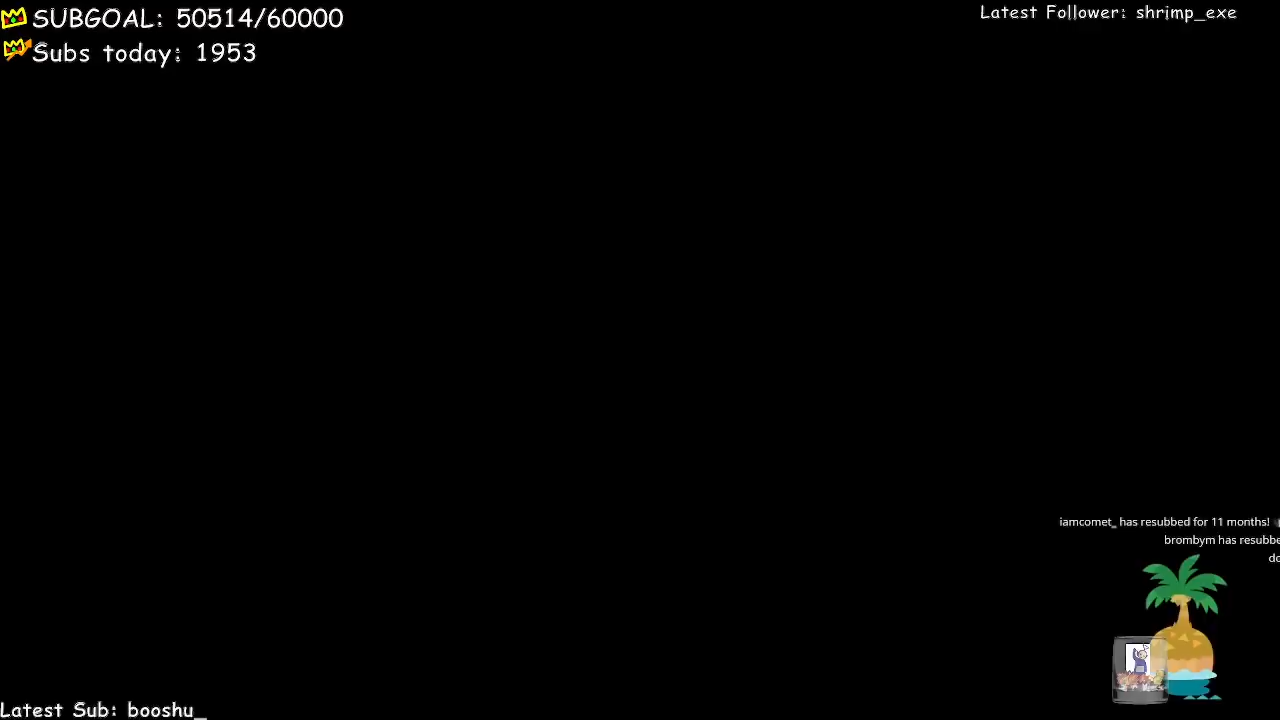 SUBGOAL: 50514/60000
Subs today: 1953
Latest Follower: shrimp_exe
iamcomet_ has resubbed for 11 months!
brombym has resubbe
do
Latest Sub: booshu_